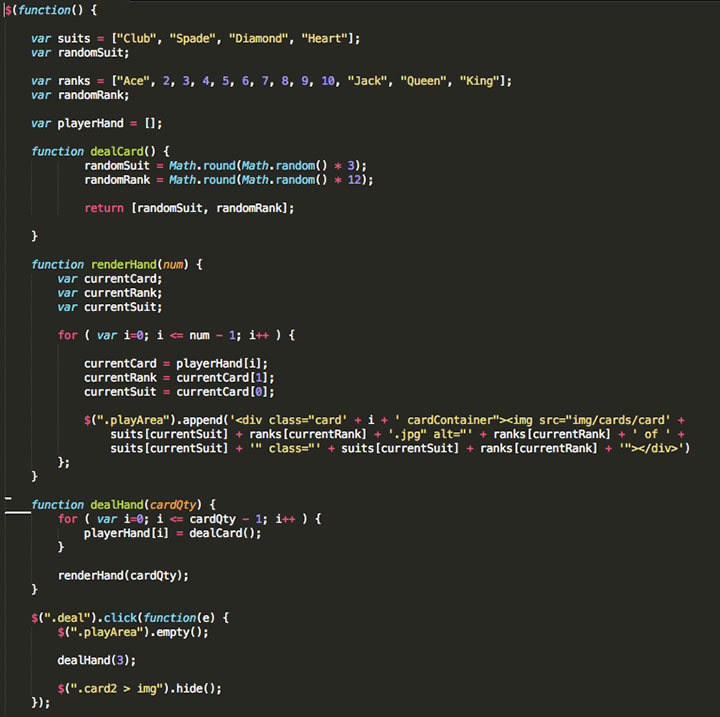 $(function() {
var suits = ["Club", "Spade", "Diamond", "Heart"];
var randomSuit;
var ranks = ["Ace", 2, 3, 4, 5, 6, 7, 8, 9, 10, "Jack", "Queen", "King"];
var randomRank;
var playerHand = [];
function dealCard() {
randomSuit = Math.round(Math.random() * 3);
randomRank = Math.round(Math.random() * 12);
return [randomSuit, randomRank];
}
function renderHand(num) {
var currentCard;
var currentRank;
var currentSuit;
for ( var i=0; i <= num - 1; i++ ) {
currentCard = playerHand[i];
currentRank = currentCard[1];
currentSuit = currentCard[0];
$(".playArea").append('<div class="card' + i + ' cardContainer"><img src="img/cards/card' +
suits[currentSuit] + ranks[currentRank] + '.jpg" alt="' + ranks[currentRank] + ' of ' +
suits[currentSuit] + '" class="' + suits[currentSuit] + ranks[currentRank] + '"></div>')
};
}
function dealHand(cardQty) {
for ( var i=0; i <= cardQty - 1; i++ ) {
playerHand[i] = dealCard();
}
renderHand(cardQty);
}
$(".deal").click(function(e) {
$(".playArea").empty();
dealHand(3);
$(".card2 > img").hide();
});